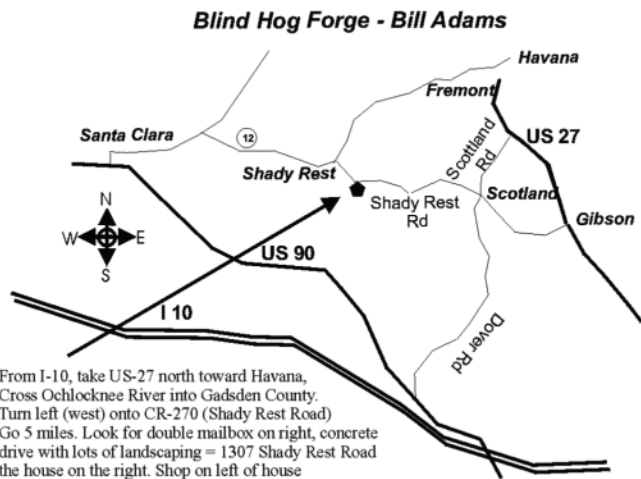 Blind Hog Forge - Bill Adams
Havana
Fremont
US 27
Santa Clara
12
Scottland
Rd
Shady Rest
Shady Rest
Rd
Scotland
Gibson
N
W
E
S
US 90
I 10
Dover Rd
From I-10, take US-27 north toward Havana,
Cross Ochlocknee River into Gadsden County.
Turn left (west) onto CR-270 (Shady Rest Road)
Go 5 miles. Look for double mailbox on right, concrete
drive with lots of landscaping = 1307 Shady Rest Road
the house on the right. Shop on left of house